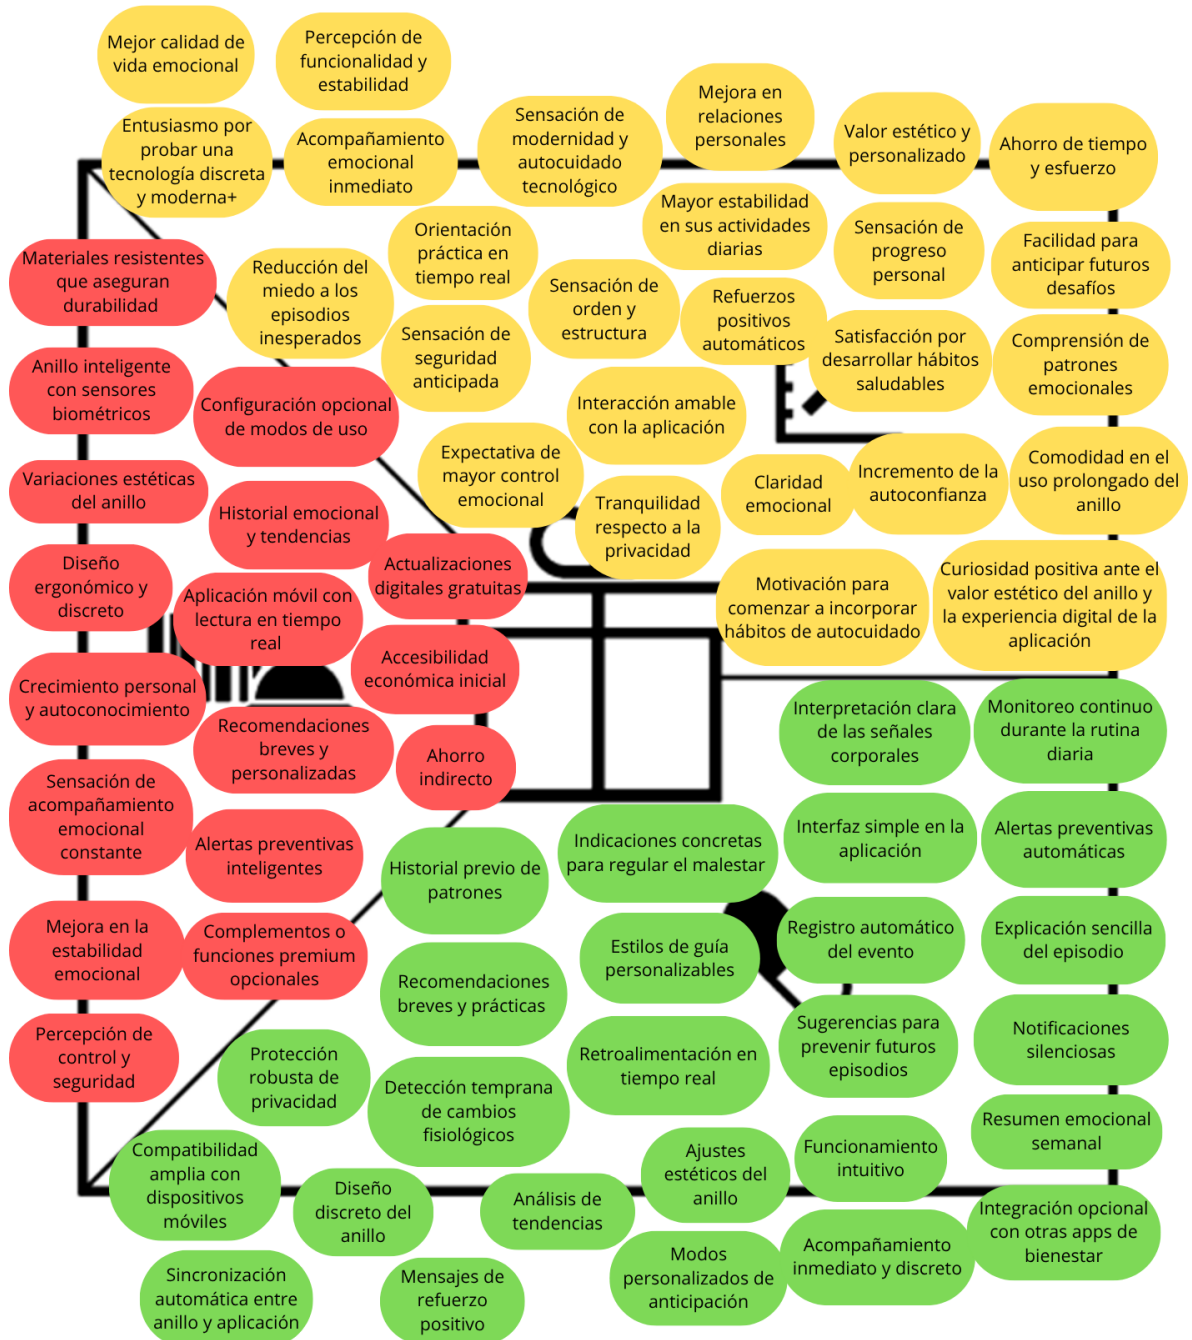 Mejor calidad de
vida emocional
Percepción de
funcionalidad y
estabilidad
Entusiasmo por
probar una
tecnología discreta
y moderna+
Acompañamiento
emocional
inmediato
Sensación de
modernidad y
autocuidado
tecnológico
Mejora en
relaciones
personales
Valor estético y
personalizado
Ahorro de tiempo
y esfuerzo
Orientación
práctica en
tiempo real
Mayor estabilidad
en sus actividades
diarias
Sensación de
progreso
personal
Facilidad para
anticipar futuros
desafíos
Reducción del
miedo a los
episodios
inesperados
Sensación de
seguridad
anticipada
Sensación de
orden y
estructura
Refuerzos
positivos
automáticos
Satisfacción por
desarrollar hábitos
saludables
Comprensión de
patrones
emocionales
Interacción amable
con la aplicación
Expectativa de
mayor control
emocional
Tranquilidad
respecto a la
privacidad
Claridad
emocional
Incremento de la
autoconfianza
Comodidad en el
uso prolongado del
anillo
Motivación para
comenzar a incorporar
hábitos de autocuidado
Curiosidad positiva ante el
valor estético del anillo y
la experiencia digital de la
aplicación
Materiales resistentes
que aseguran
durabilidad
Anillo inteligente
con sensores
biométricos
Configuración opcional
de modos de uso
Variaciones estéticas
del anillo
Historial emocional
y tendencias
Diseño
ergonómico y
discreto
Aplicación móvil con
lectura en tiempo
real
Actualizaciones
digitales gratuitas
Accesibilidad
económica inicial
Crecimiento personal
y autoconocimiento
Recomendaciones
breves y
personalizadas
Ahorro
indirecto
Sensación de
acompañamiento
emocional
constante
Alertas preventivas
inteligentes
Mejora en la
estabilidad
emocional
Complementos o
funciones premium
opcionales
Percepción de
control y
seguridad
Interpretación clara
de las señales
corporales
Monitoreo continuo
durante la rutina
diaria
Historial previo de
patrones
Indicaciones concretas
para regular el malestar
Interfaz simple en la
aplicación
Alertas preventivas
automáticas
Recomendaciones
breves y prácticas
Estilos de guía
personalizables
Registro automático
del evento
Explicación sencilla
del episodio
Protección
robusta de
privacidad
Detección temprana
de cambios
fisiológicos
Retroalimentación en
tiempo real
Sugerencias para
prevenir futuros
episodios
Notificaciones
silenciosas
Compatibilidad
amplia con
dispositivos
móviles
Diseño
discreto del
anillo
Análisis de
tendencias
Ajustes
estéticos del
anillo
Funcionamiento
intuitivo
Resumen emocional
semanal
Sincronización
automática entre
anillo y aplicación
Mensajes de
refuerzo
positivo
Modos
personalizados de
anticipación
Acompañamiento
inmediato y discreto
Integración opcional
con otras apps de
bienestar